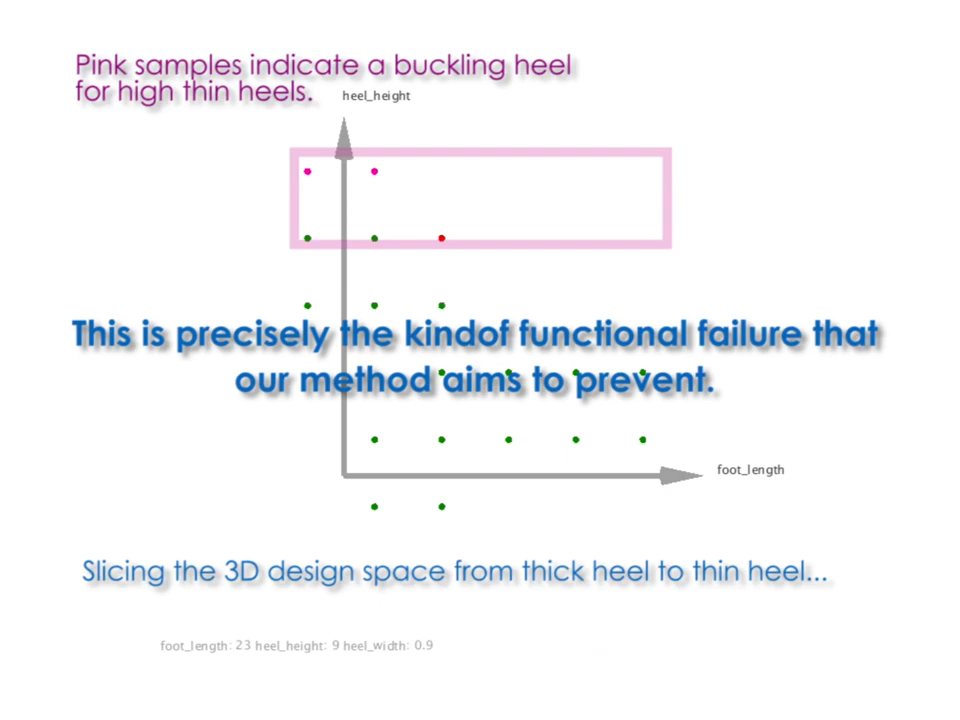 Pink samples indicate a buckling heel
for high thin heels.
heel_height
This is precisely the kindof functional failure that
our method aims to prevent.
foot_length
Slicing the 3D design space from thick heel to thin heel...
foot_length: 23 heel_height: 9 heel_width: 0.9